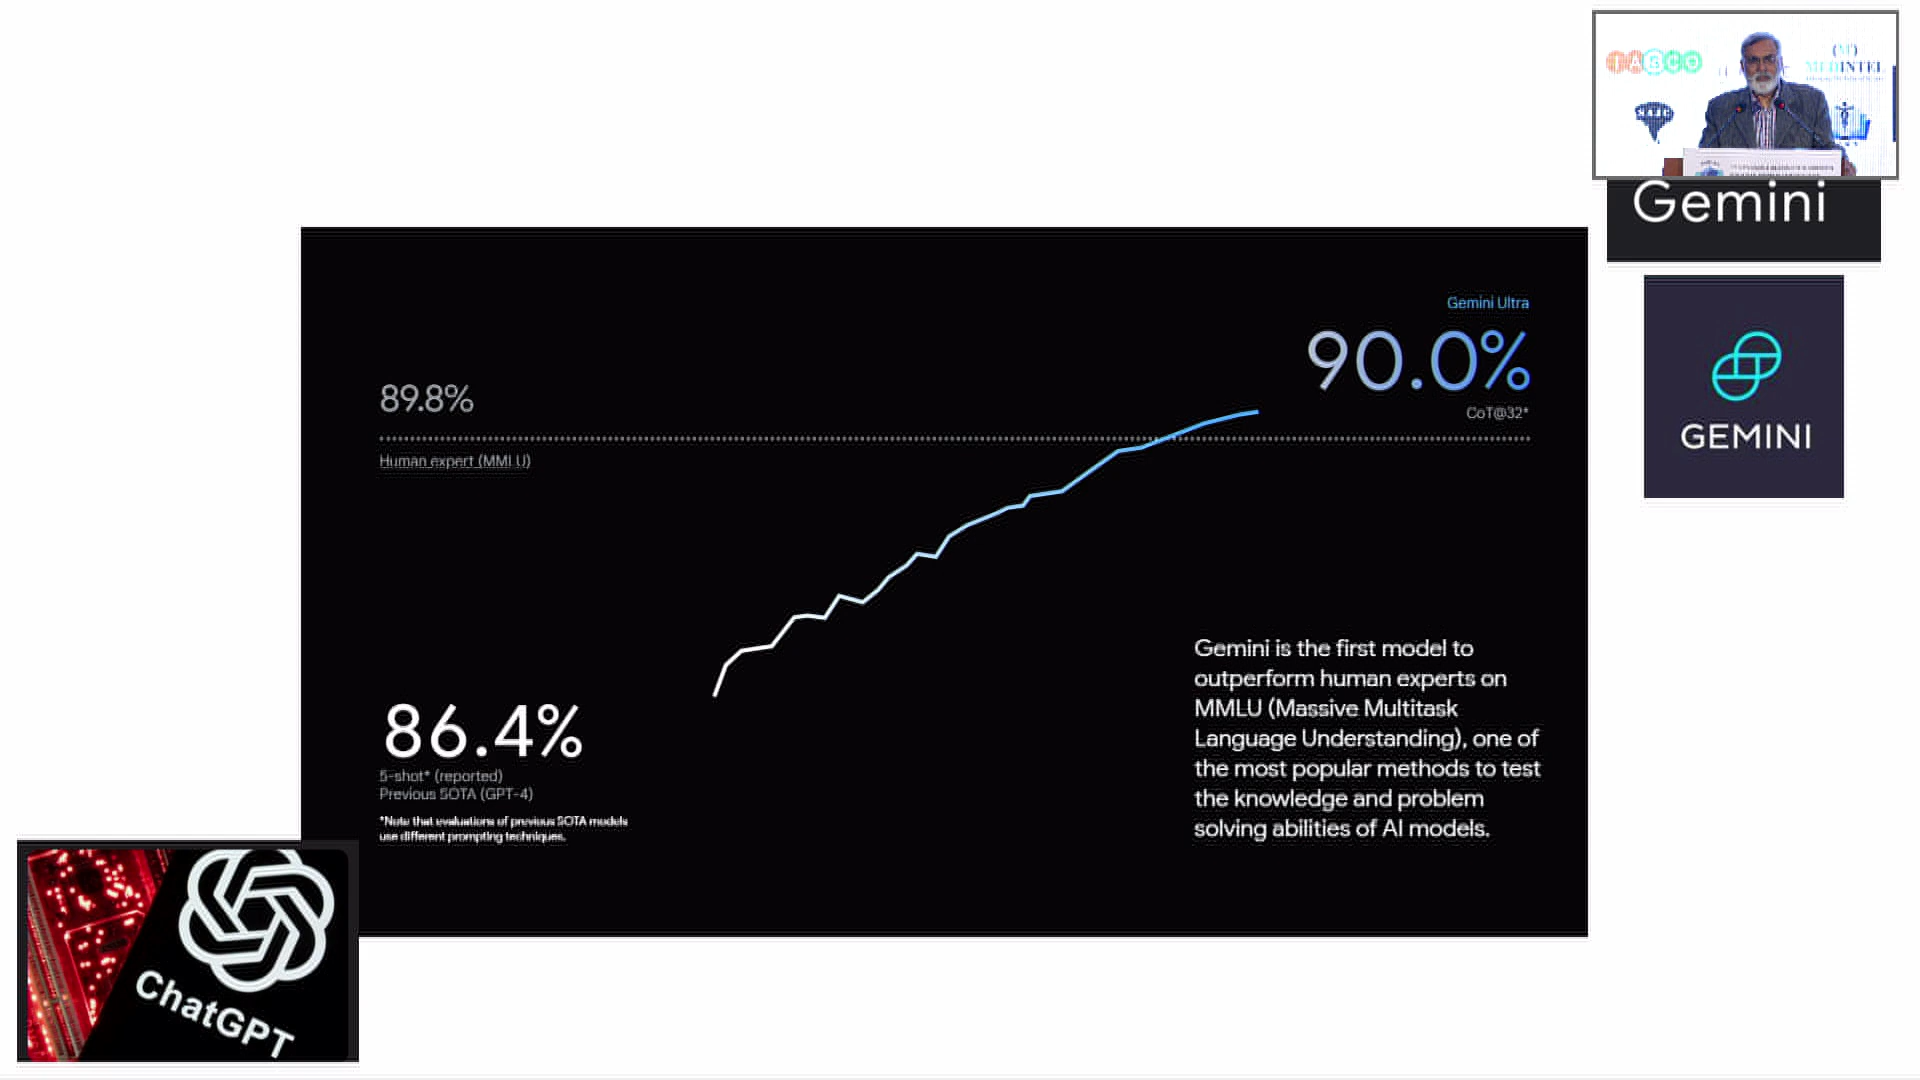 IASCO
MEDINTEL
Gemini
GEMINI
Gemini Ultra
90.0%
CoT@32*
89.8%
Human expert (MMLU)
86.4%
5-shot* (reported)
Previous SOTA (GPT-4)
*Note that evaluations of previous SOTA models
use different prompting techniques.
Gemini is the first model to
outperform human experts on
MMLU (Massive Multitask
Language Understanding), one of
the most popular methods to test
the knowledge and problem
solving abilities of AI models.
ChatGPT